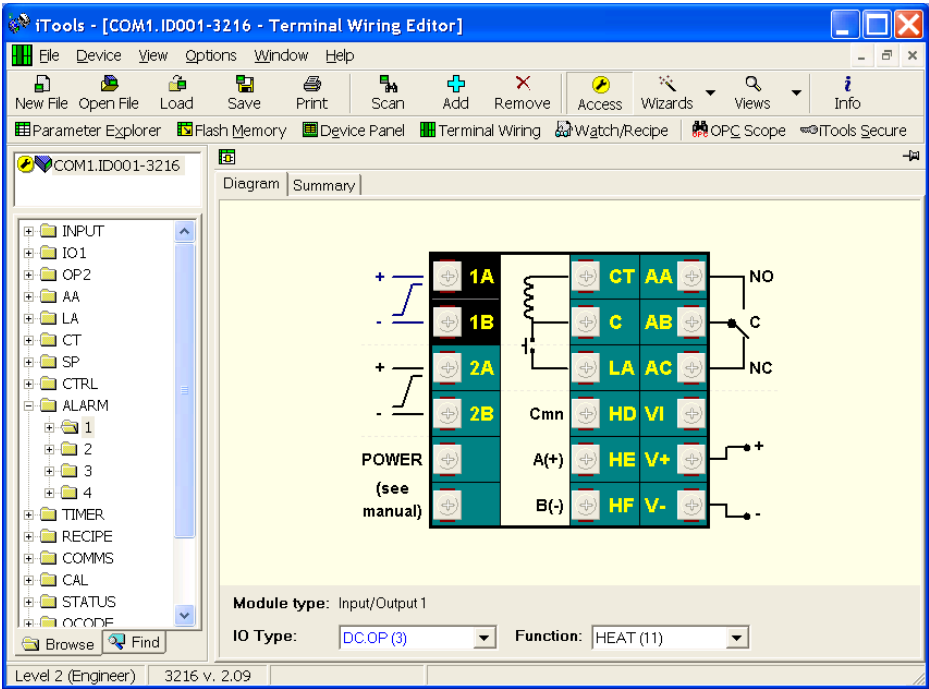 iTools - [COM1.ID001-3216 - Terminal Wiring Editor]
File Device View Options Window Help
New File Open File Load Save Print Scan Add Remove Access Wizards Views Info
Parameter Explorer Flash Memory Device Panel Terminal Wiring Watch/Recipe OPC Scope iTools Secure
COM1.ID001-3216
Diagram Summary
INPUT
IO1
OP2
AA
LA
CT
SP
CTRL
ALARM
1
2
3
4
TIMER
RECIPE
COMMS
CAL
STATUS
QCODE
Browse Find
+ 1A CT AA NO
- 1B C AB C
+ 2A LA AC NC
- 2B Cmn HD VI
POWER A(+) HE V+ +
(see
manual) B(-) HF V- -
Module type: Input/Output 1
IO Type: DC.OP (3) Function: HEAT (11)
Level 2 (Engineer) 3216 v. 2.09